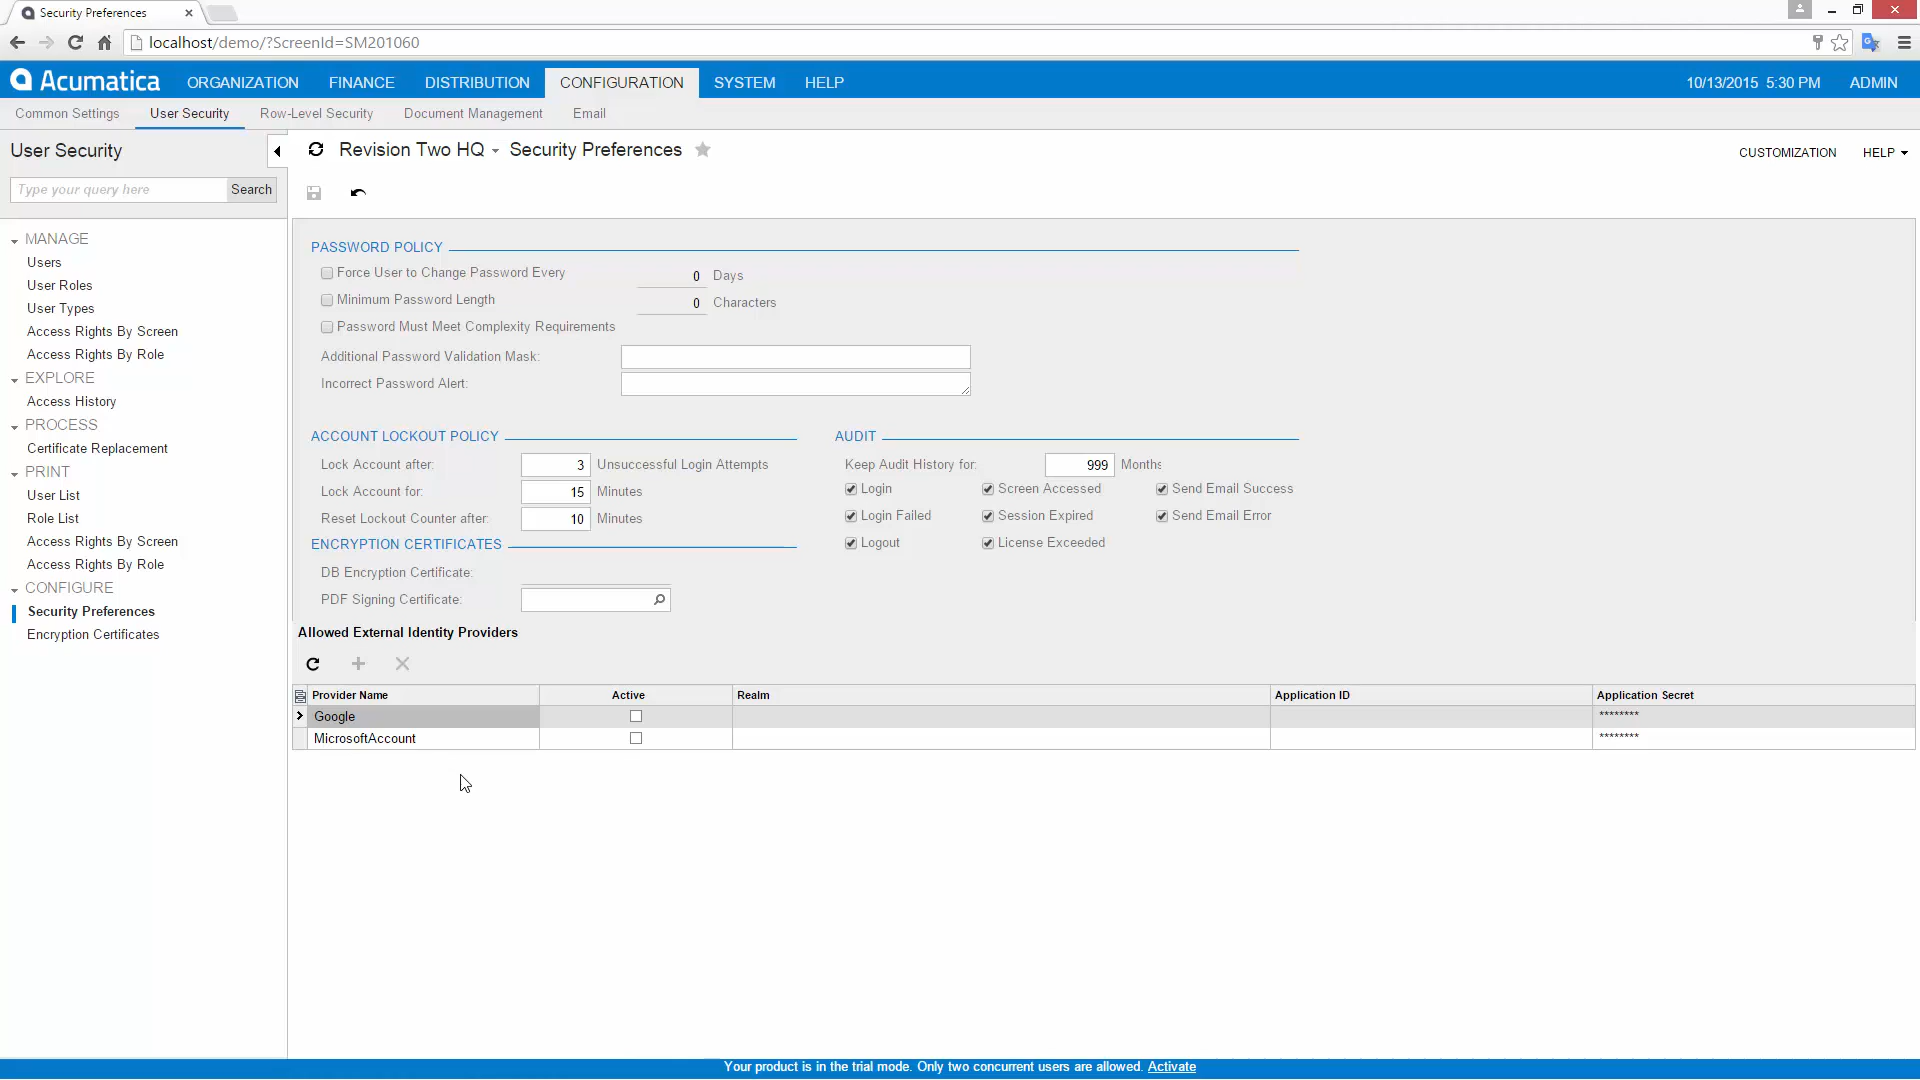 Security Preferences
localhost/demo/?ScreenId=SM201060
Acumatica ORGANIZATION FINANCE DISTRIBUTION CONFIGURATION SYSTEM HELP 10/13/2015 5:30 PM ADMIN
Common Settings User Security Row-Level Security Document Management Email
User Security
Revision Two HQ Security Preferences
CUSTOMIZATION HELP
Type your query here Search
MANAGE
Users
User Roles
User Types
Access Rights By Screen
Access Rights By Role
EXPLORE
Access History
PROCESS
Certificate Replacement
PRINT
User List
Role List
Access Rights By Screen
Access Rights By Role
CONFIGURE
Security Preferences
Encryption Certificates
PASSWORD POLICY
Force User to Change Password Every 0 Days
Minimum Password Length 0 Characters
Password Must Meet Complexity Requirements
Additional Password Validation Mask:
Incorrect Password Alert:
ACCOUNT LOCKOUT POLICY
Lock Account after: 3 Unsuccessful Login Attempts
Lock Account for: 15 Minutes
Reset Lockout Counter after: 10 Minutes
ENCRYPTION CERTIFICATES
DB Encryption Certificate:
PDF Signing Certificate:
AUDIT
Keep Audit History for: 999 Months
Login Screen Accessed Send Email Success
Login Failed Session Expired Send Email Error
Logout License Exceeded
Allowed External Identity Providers
Provider Name Active Realm Application ID Application Secret
Google ********
MicrosoftAccount ********
Your product is in the trial mode. Only two concurrent users are allowed. Activate